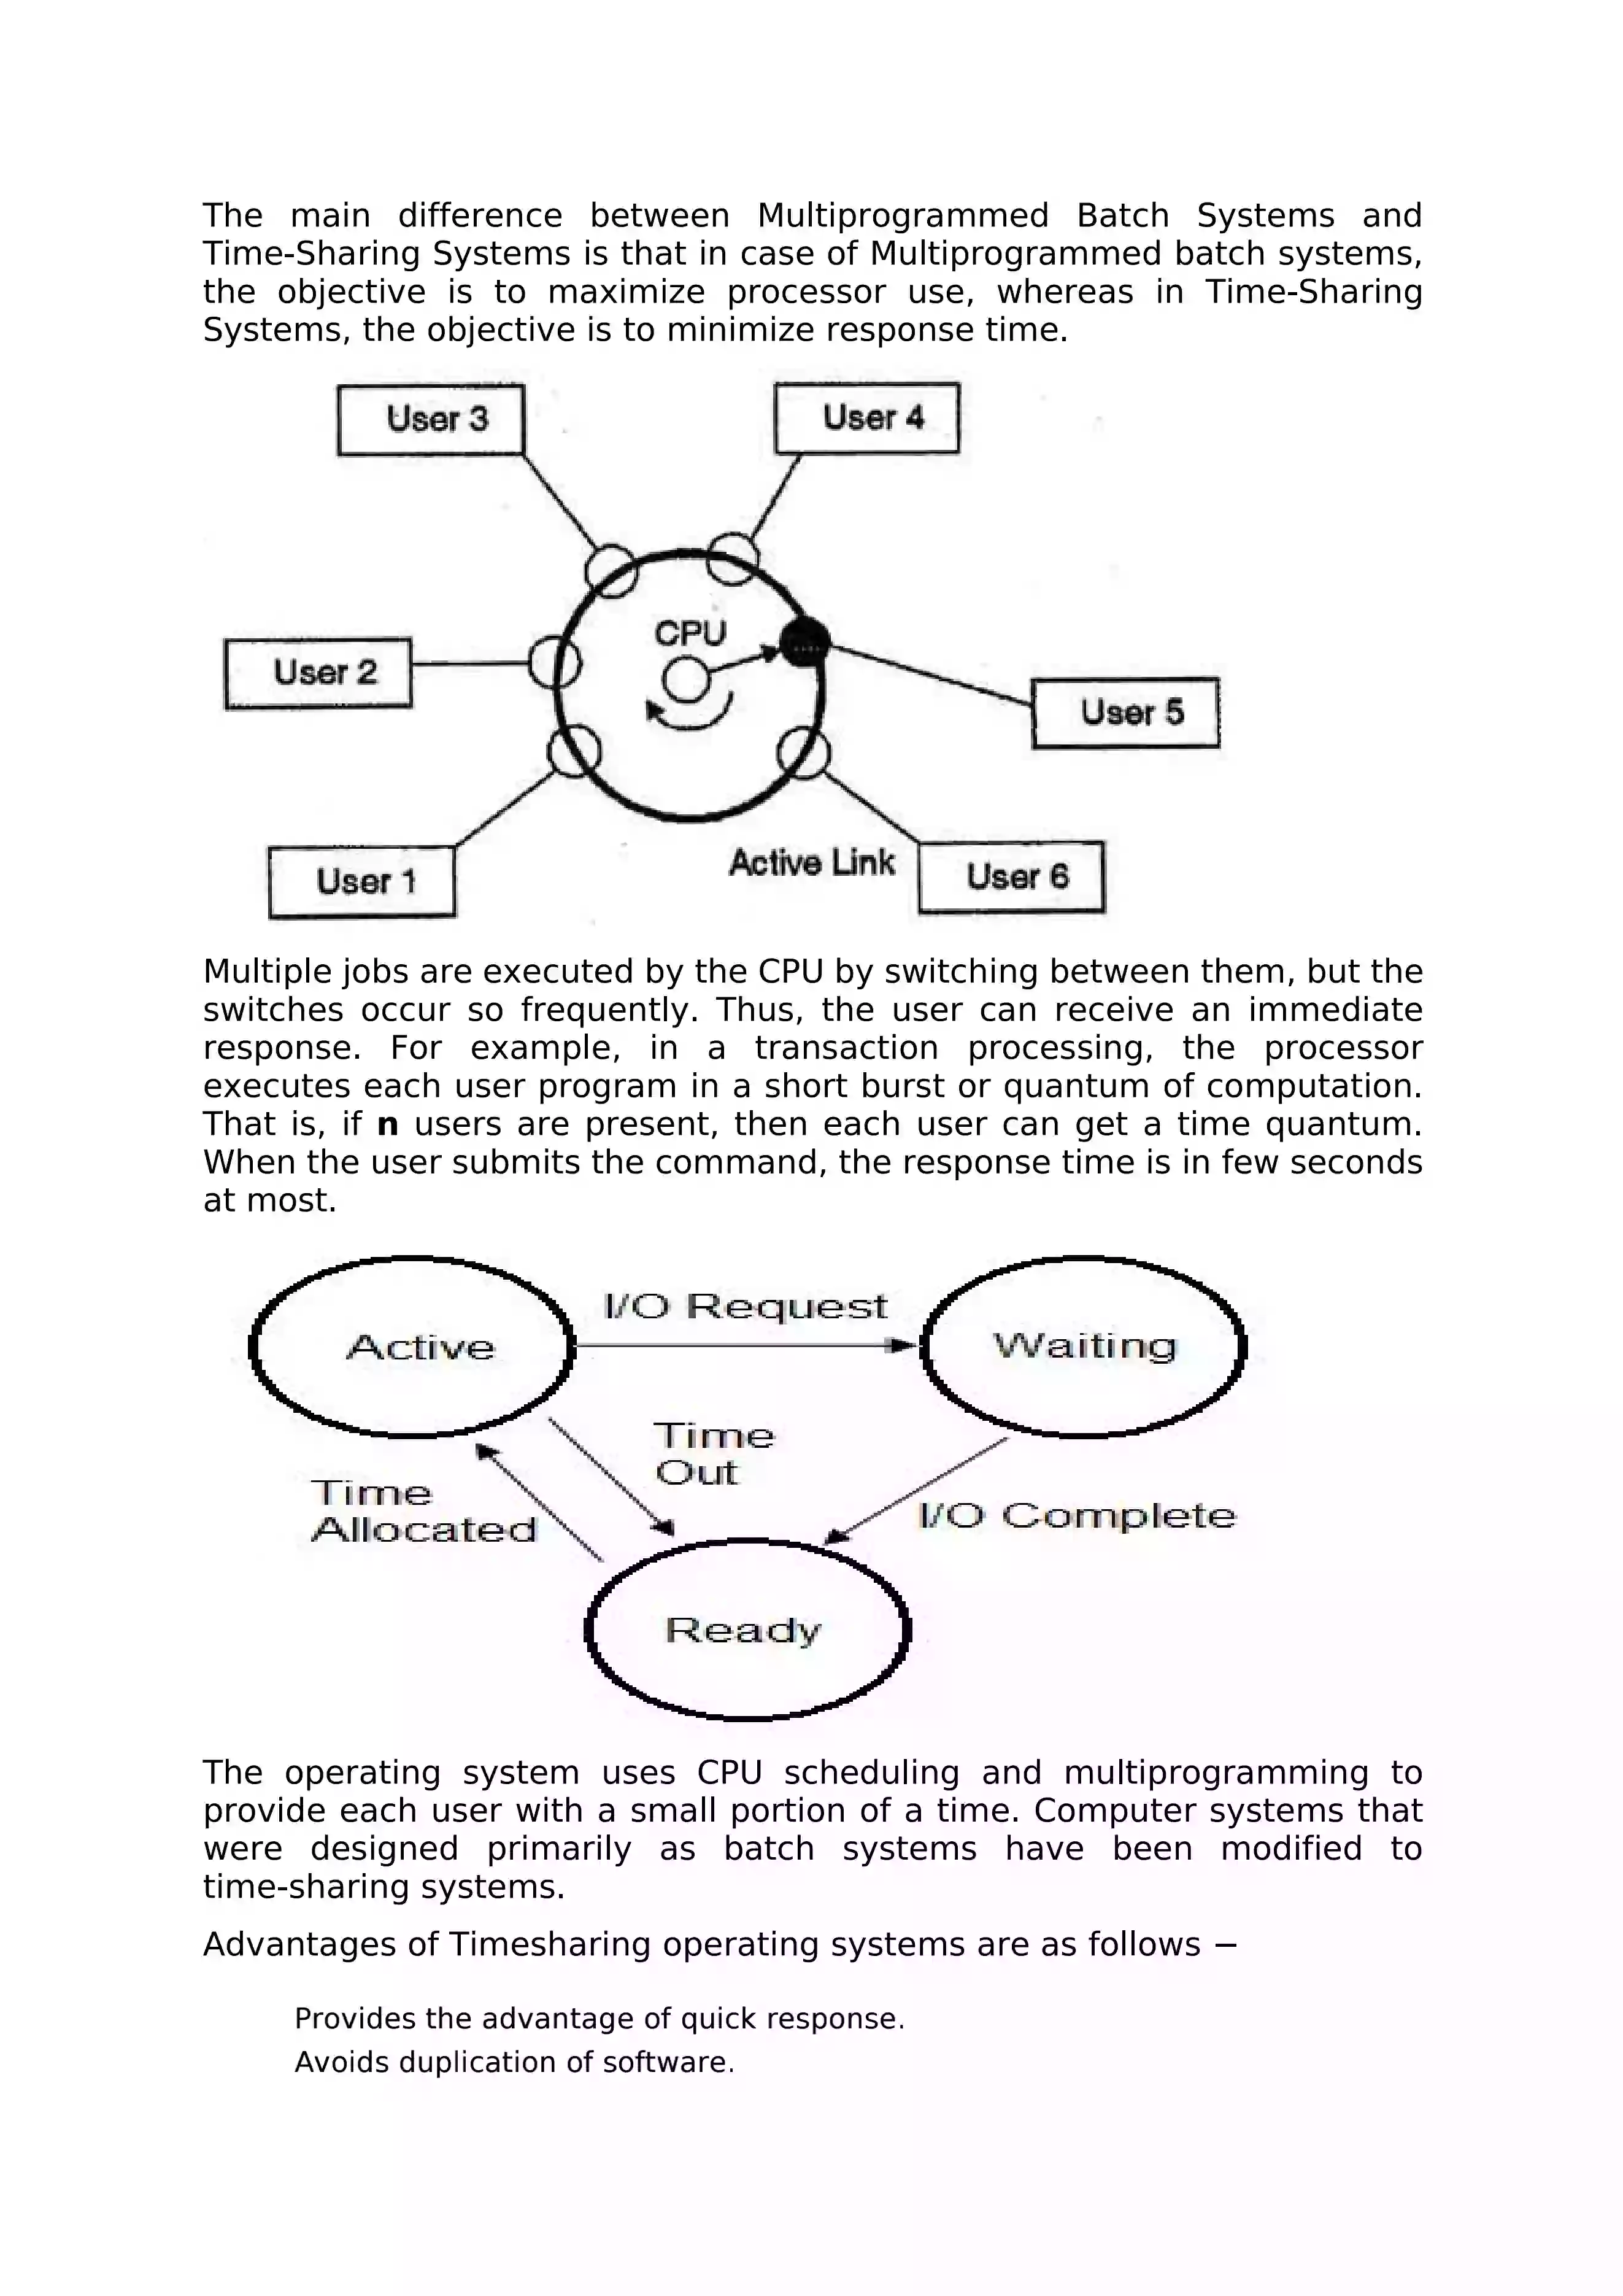 The main difference between Multiprogrammed Batch Systems and
Time-Sharing Systems is that in case of Multiprogrammed batch systems,
the objective is to maximize processor use, whereas in Time-Sharing
Systems, the objective is to minimize response time.
User 3
User 4
CPU
User 2
User 5
Active Link
User 1
User 6
Multiple jobs are executed by the CPU by switching between them, but the
switches occur so frequently. Thus, the user can receive an immediate
response. For example, in a transaction processing, the processor
executes each user program in a short burst or quantum of computation.
That is, if n users are present, then each user can get a time quantum.
When the user submits the command, the response time is in few seconds
at most.
I/O Request
Active
Waiting
Time
Out
Time
Allocated
I/O Complete
Ready
The operating system uses CPU scheduling and multiprogramming to
provide each user with a small portion of a time. Computer systems that
were designed primarily as batch systems have been modified to
time-sharing systems.
Advantages of Timesharing operating systems are as follows −
Provides the advantage of quick response.
Avoids duplication of software.